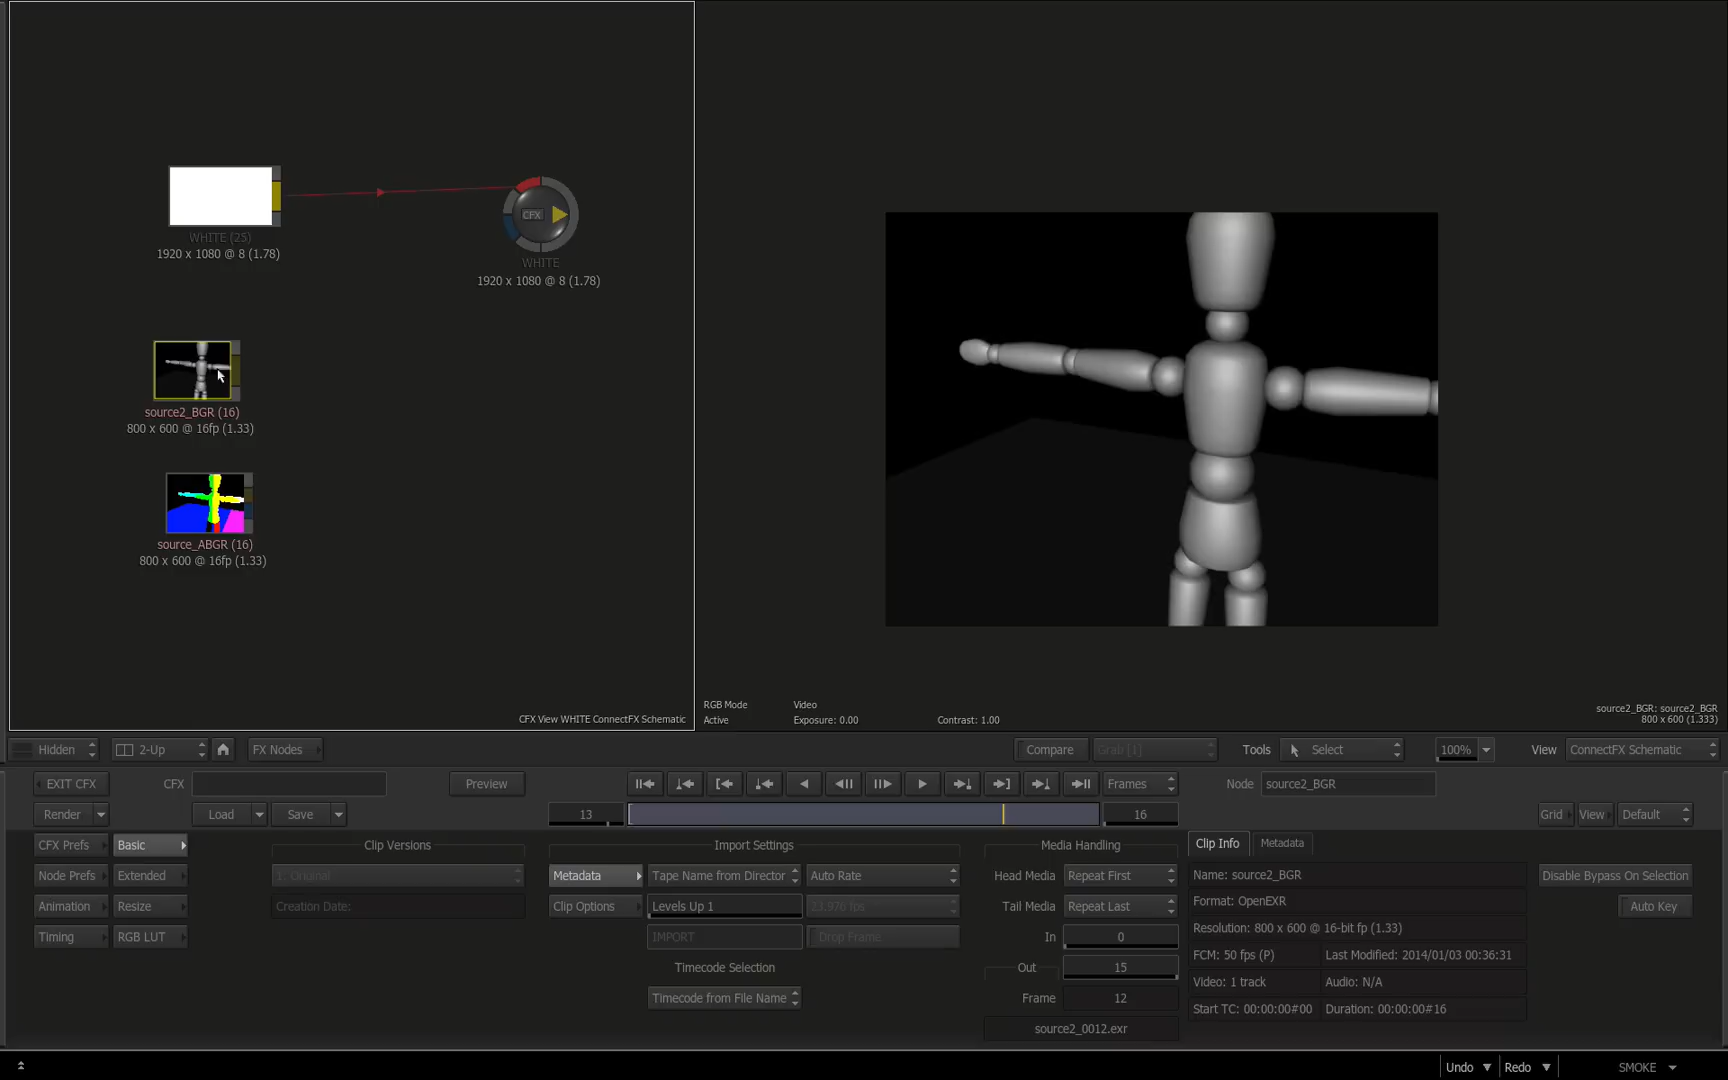 WHITE (25)
1920 x 1080 @ 8 (1.78)
CFX
WHITE
1920 x 1080 @ 8 (1.78)
source2_BGR (16)
800 x 600 @ 16fp (1.33)
source_ABGR (16)
800 x 600 @ 16fp (1.33)
CFX View WHITE ConnectFX Schematic
RGB Mode Video
Active Exposure: 0.00 Contrast: 1.00
source2_BGR; source2_BGR
800 x 600 (1.333)
Hidden 2-Up FX Nodes Compare Grain[1] Tools Select 100% View ConnectFX Schematic
EXIT CFX CFX Preview Frames Node source2_BGR
Render Load Save 13 16 Grid View Default
CFX Prefs Basic Clip Versions Import Settings Media Handling Clip Info Metadata
Node Prefs Extended 1. Original Metadata Tape Name from Director Auto Rate Head Media Repeat First Name: source2_BGR Disable Bypass On Selection
Animation Resize Creation Date: Clip Options Levels Up 1 23.976 fps Tail Media Repeat Last Format: OpenEXR Auto Key
Timing RGB LUT IMPORT Drop Frame In 0 Resolution: 800 x 600 @ 16-bit fp (1.33)
Timecode Selection Out 15 FCM: 50 fps (P) Last Modified: 2014/01/03 00:36:31
Video: 1 track Audio: N/A
Timecode from File Name Frame 12 Start TC: 00:00:00#00 Duration: 00:00:00#16
source2_0012.exr
Undo Redo SMOKE